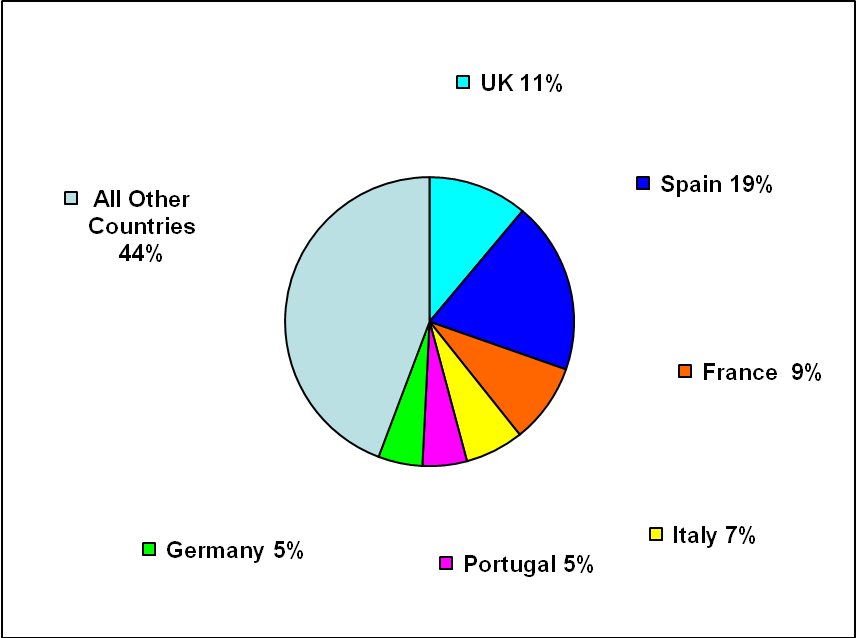 UK 11%
Spain 19%
All Other
Countries
44%
France  9%
Italy 7%
Germany 5%
Portugal 5%